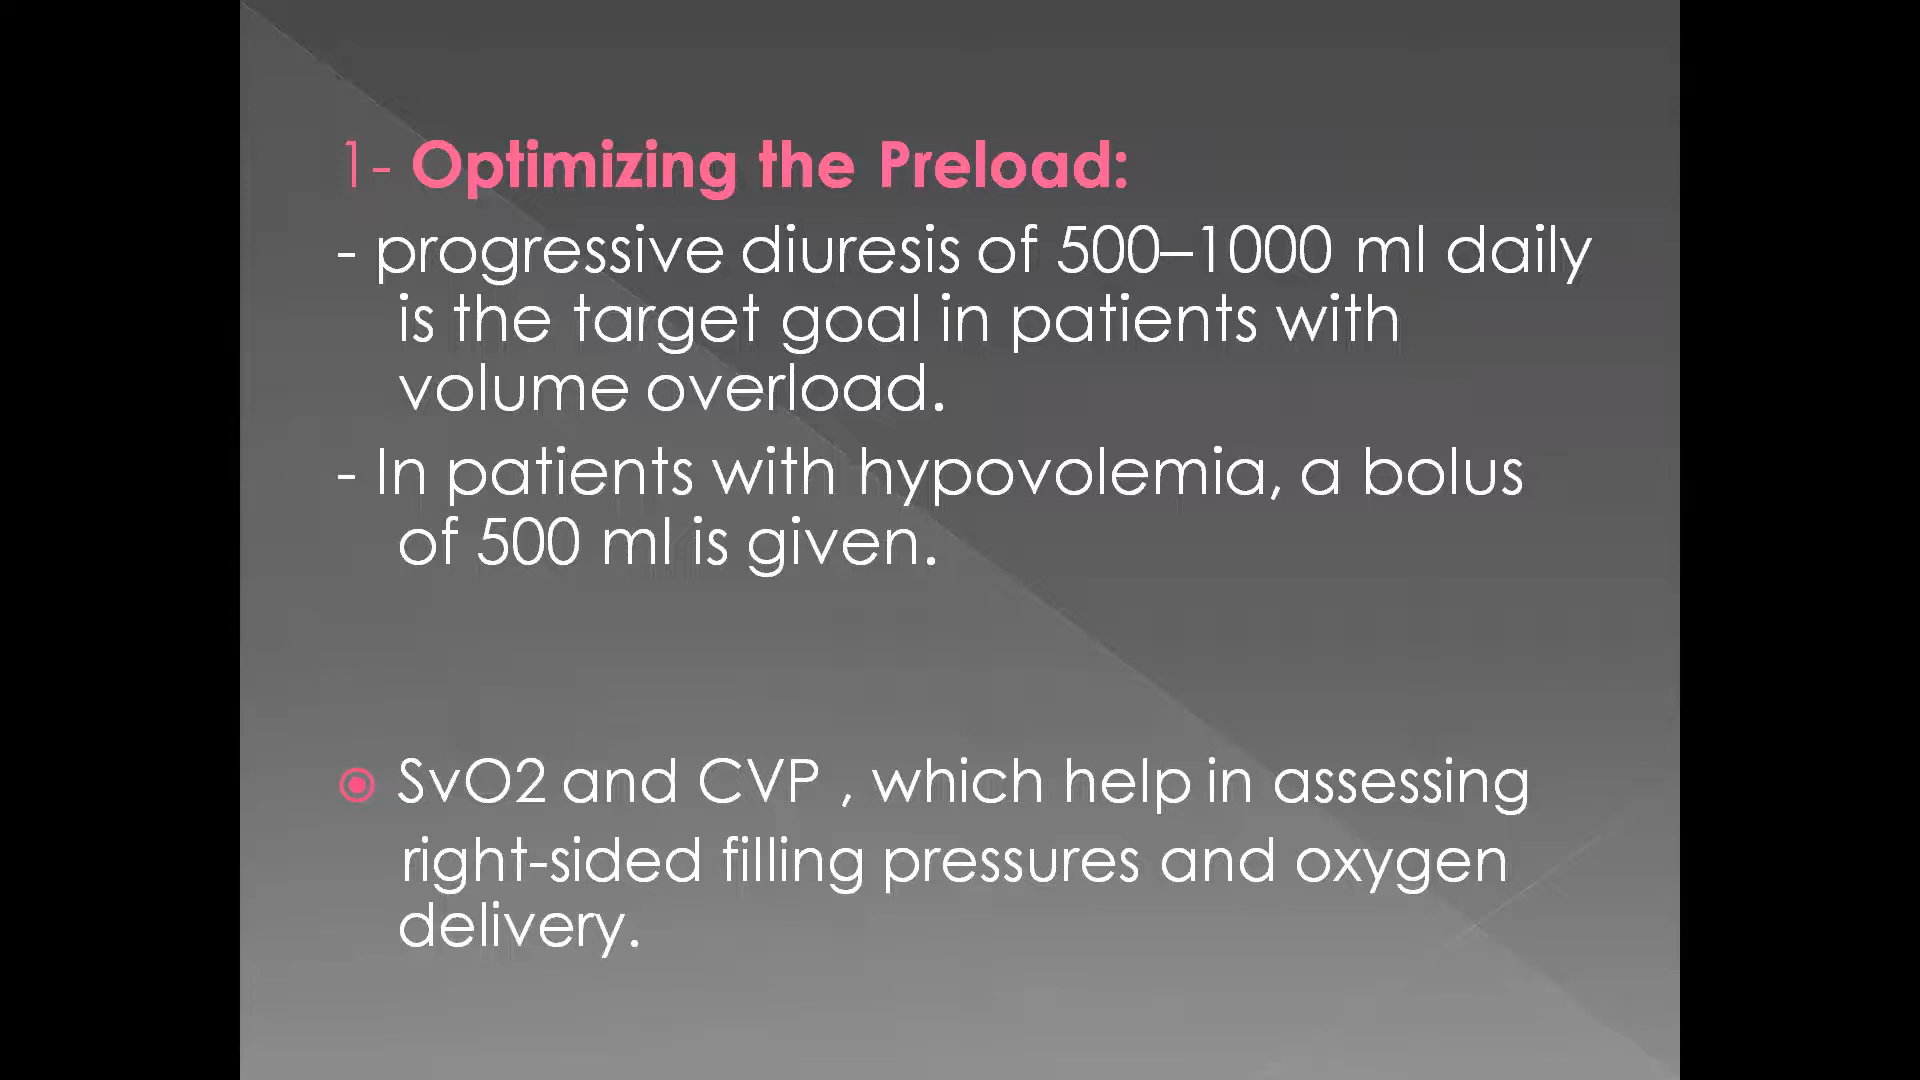 1- Optimizing the Preload:
- progressive diuresis of 500–1000 ml daily
is the target goal in patients with
volume overload.
- In patients with hypovolemia, a bolus
of 500 ml is given.
SvO2 and CVP , which help in assessing
right-sided filling pressures and oxygen
delivery.